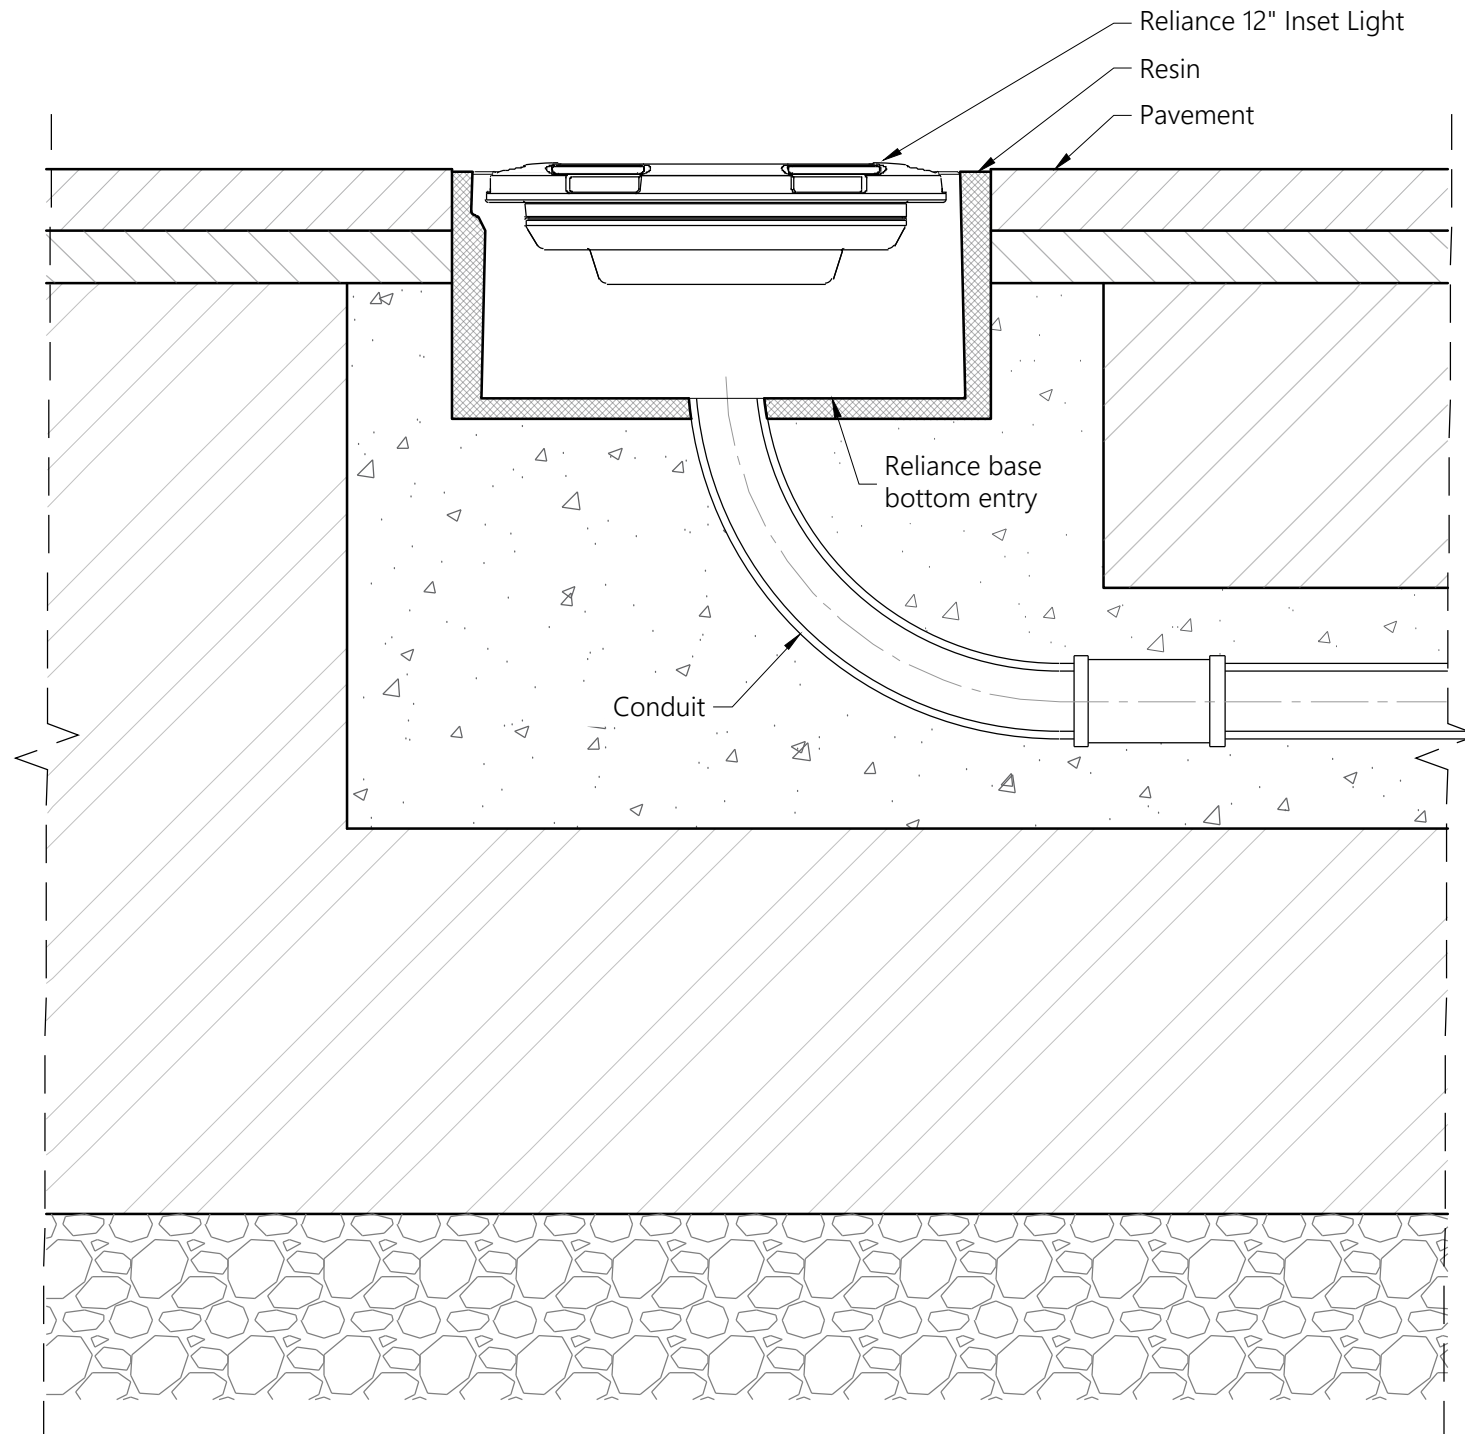 Reliance 12" Inset Light
Resin
Pavement
Reliance base
bottom entry
Conduit